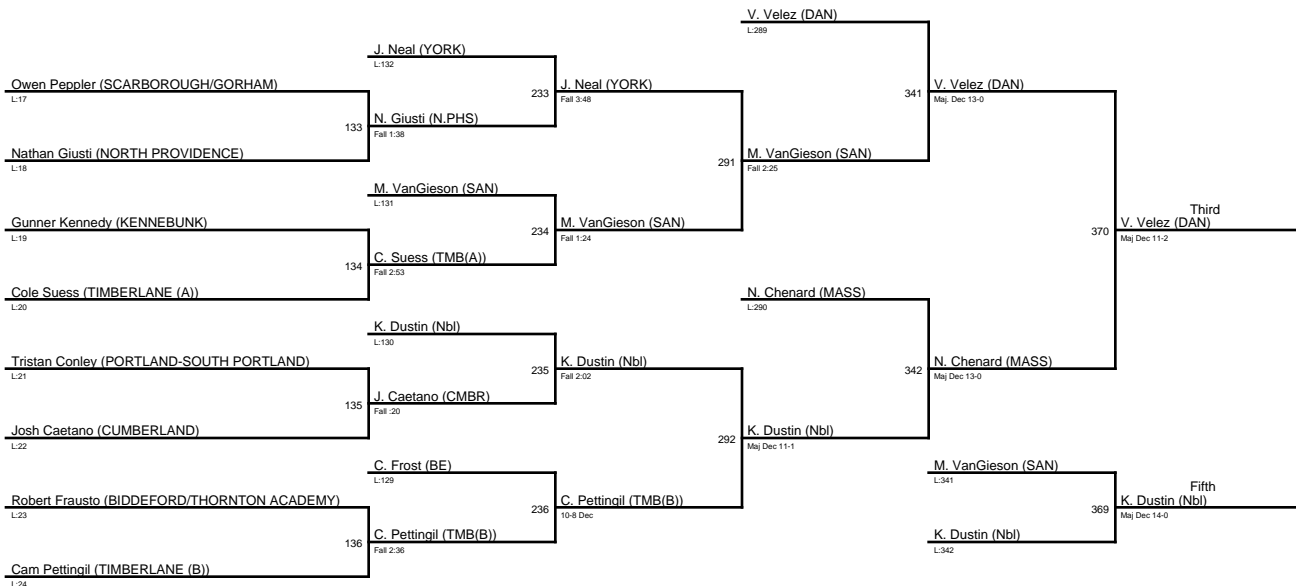 V. Velez (DAN)
L:289
J. Neal (YORK)
L:132
Owen Peppler (SCARBOROUGH/GORHAM)
L:17
233
J. Neal (YORK)
Fall 3:48
341
V. Velez (DAN)
Maj. Dec 13-0
133
N. Giusti (N.PHS)
Fall 1:38
Nathan Giusti (NORTH PROVIDENCE)
L:18
291
M. VanGieson (SAN)
Fall 2:25
M. VanGieson (SAN)
L:131
Gunner Kennedy (KENNEBUNK)
L:19
234
M. VanGieson (SAN)
Fall 1:24
370
Third
V. Velez (DAN)
Maj Dec 11-2
134
C. Suess (TMB(A))
Fall 2:53
Cole Suess (TIMBERLANE (A))
L:20
N. Chenard (MASS)
L:290
K. Dustin (Nbl)
L:130
Tristan Conley (PORTLAND-SOUTH PORTLAND)
L:21
235
K. Dustin (Nbl)
Fall 2:02
342
N. Chenard (MASS)
Maj Dec 13-0
135
J. Caetano (CMBR)
Fall :20
Josh Caetano (CUMBERLAND)
L:22
292
K. Dustin (Nbl)
Maj Dec 11-1
C. Frost (BE)
L:129
M. VanGieson (SAN)
L:341
Robert Frausto (BIDDEFORD/THORNTON ACADEMY)
L:23
236
C. Pettingil (TMB(B))
10-8 Dec
369
Fifth
K. Dustin (Nbl)
Maj Dec 14-0
136
C. Pettingil (TMB(B))
Fall 2:36
K. Dustin (Nbl)
L:342
Cam Pettingil (TIMBERLANE (B))
L:24